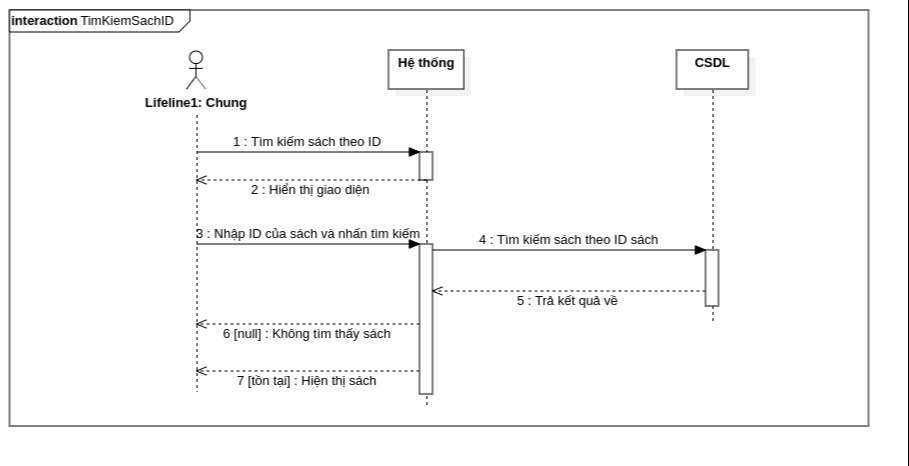 interaction TimKiemSachID
Hệ thống
CSDL
Lifeline1: Chung
1 : Tìm kiếm sách theo ID
2 : Hiển thị giao diện
3 : Nhập ID của sách và nhấn tìm kiếm
4 : Tìm kiếm sách theo ID sách
5 : Trả kết quả về
6 [null] : Không tìm thấy sách
7 [tồn tại] : Hiện thị sách